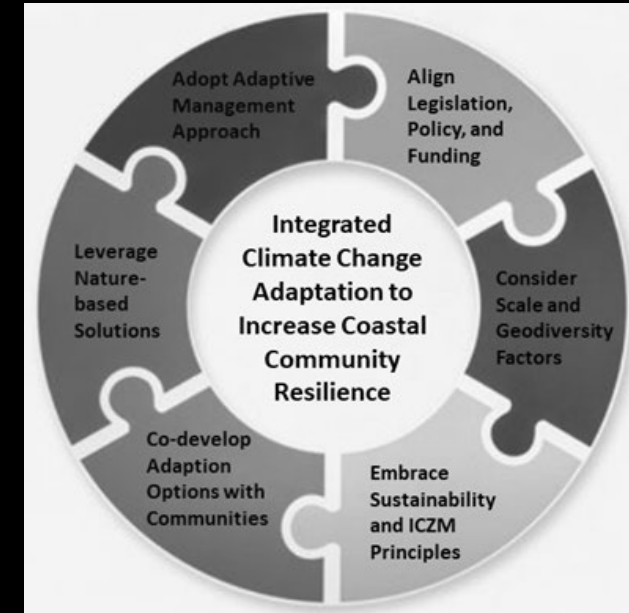 Adopt Adaptive
Management
Approach
Align
Legislation,
Policy, and
Funding
Integrated
Climate Change
Adaptation to
Increase Coastal
Community
Resilience
Leverage
Nature-
based
Solutions
Consider
Scale and
Geodiversity
Factors
Co-develop
Adaption
Options with
Communities
Embrace
Sustainability
and ICZM
Principles